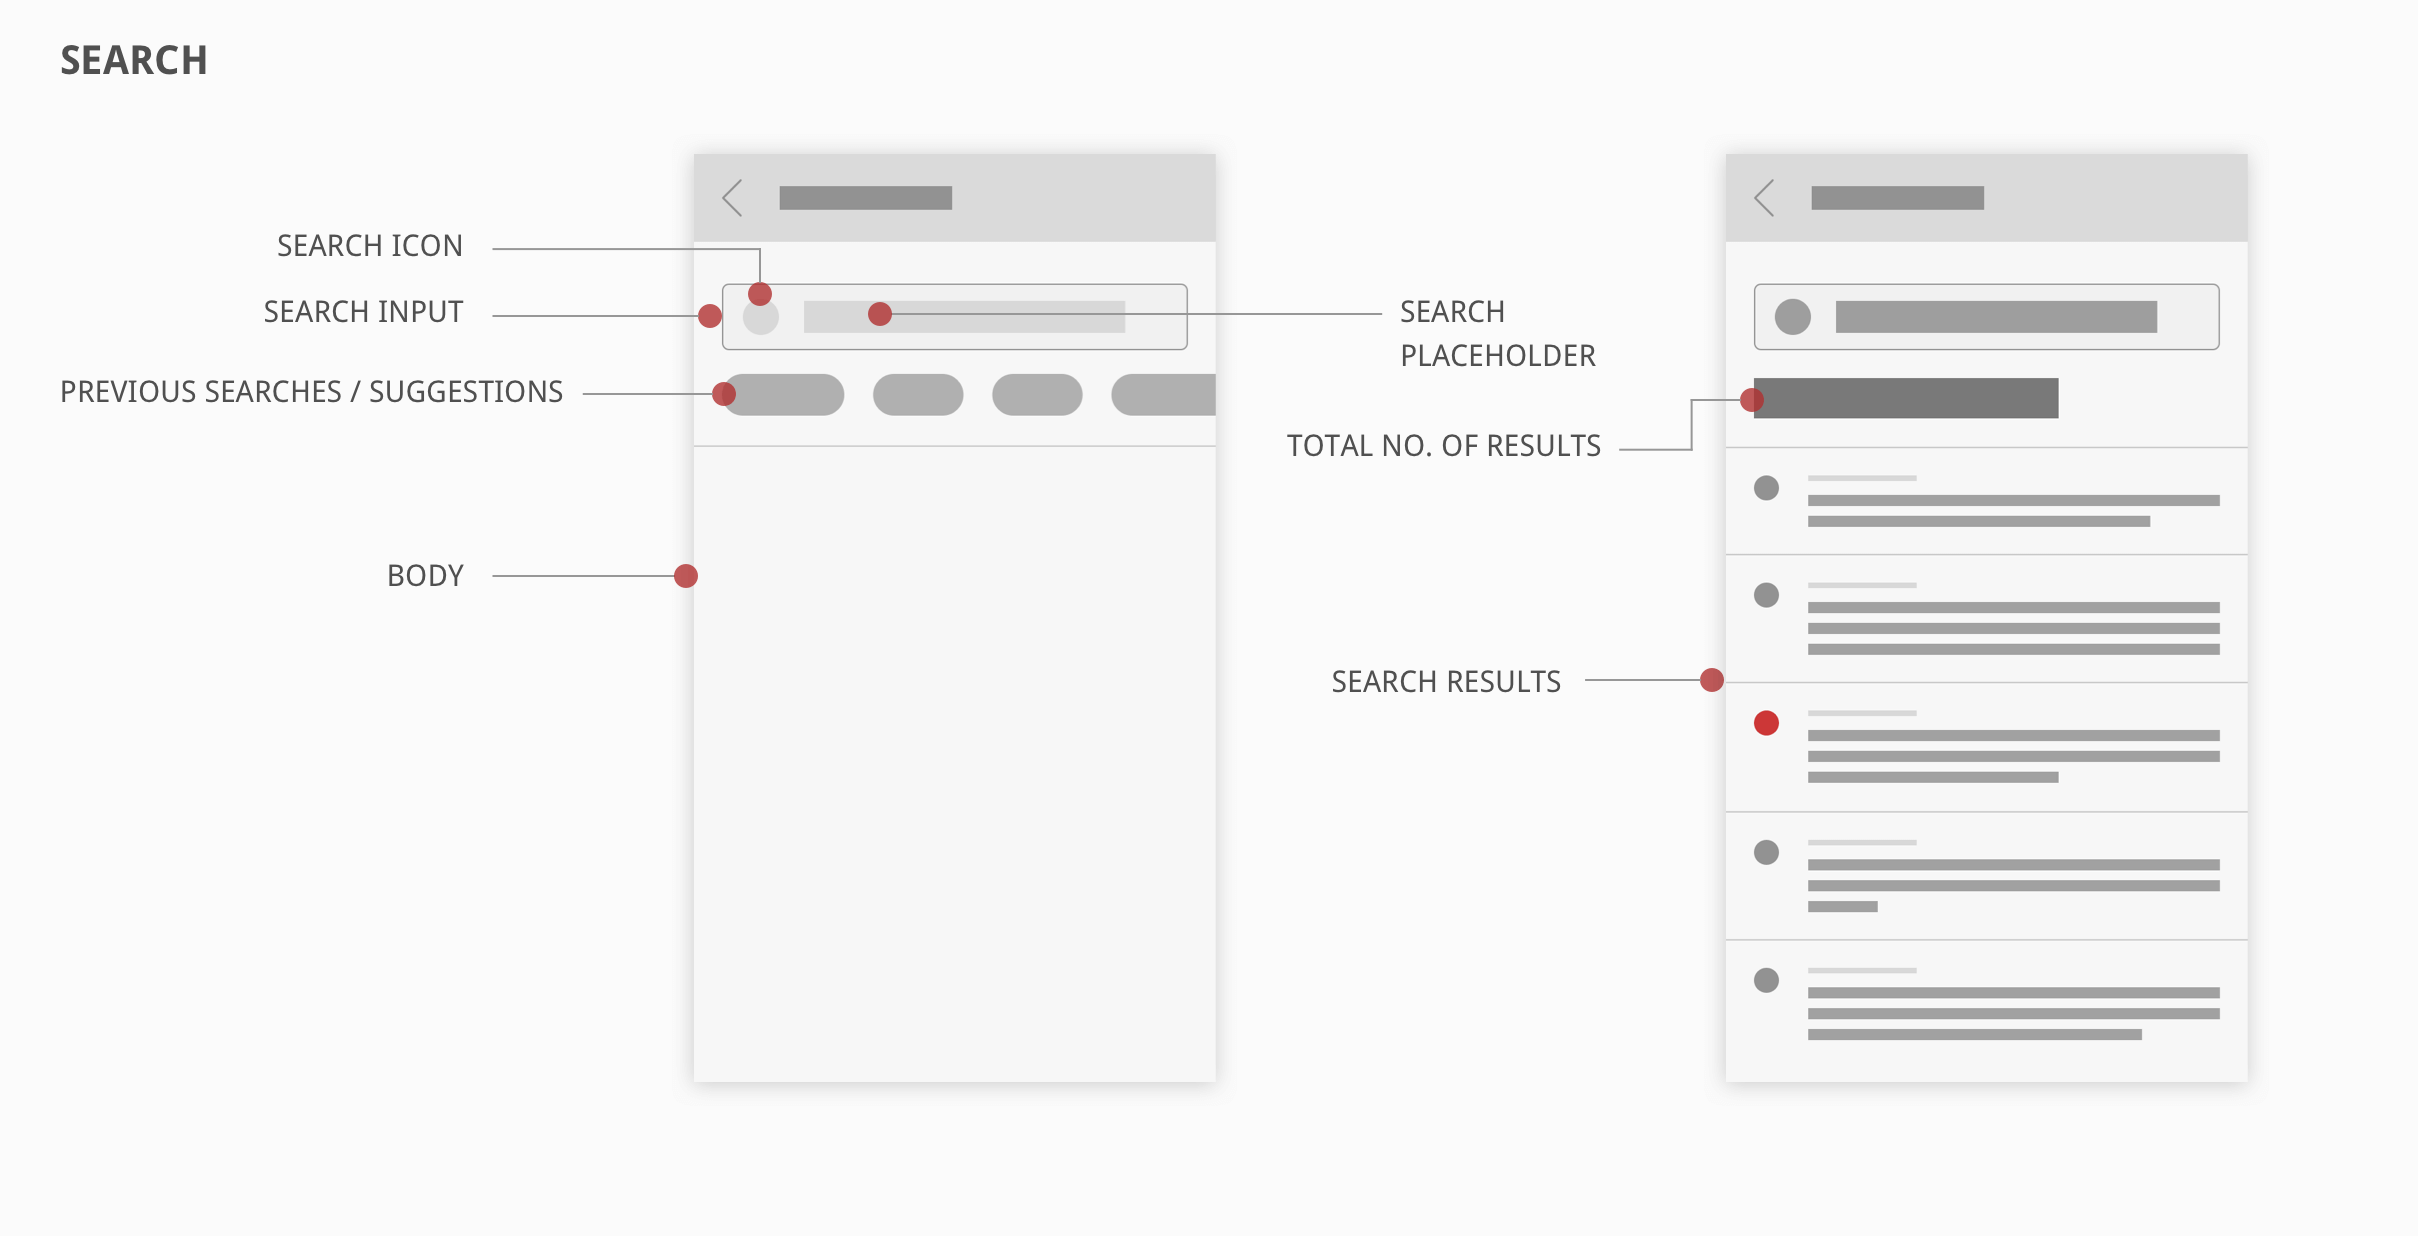 SEARCH
SEARCH ICON
SEARCH INPUT
PREVIOUS SEARCHES / SUGGESTIONS
BODY
SEARCH
PLACEHOLDER
TOTAL NO. OF RESULTS
SEARCH RESULTS